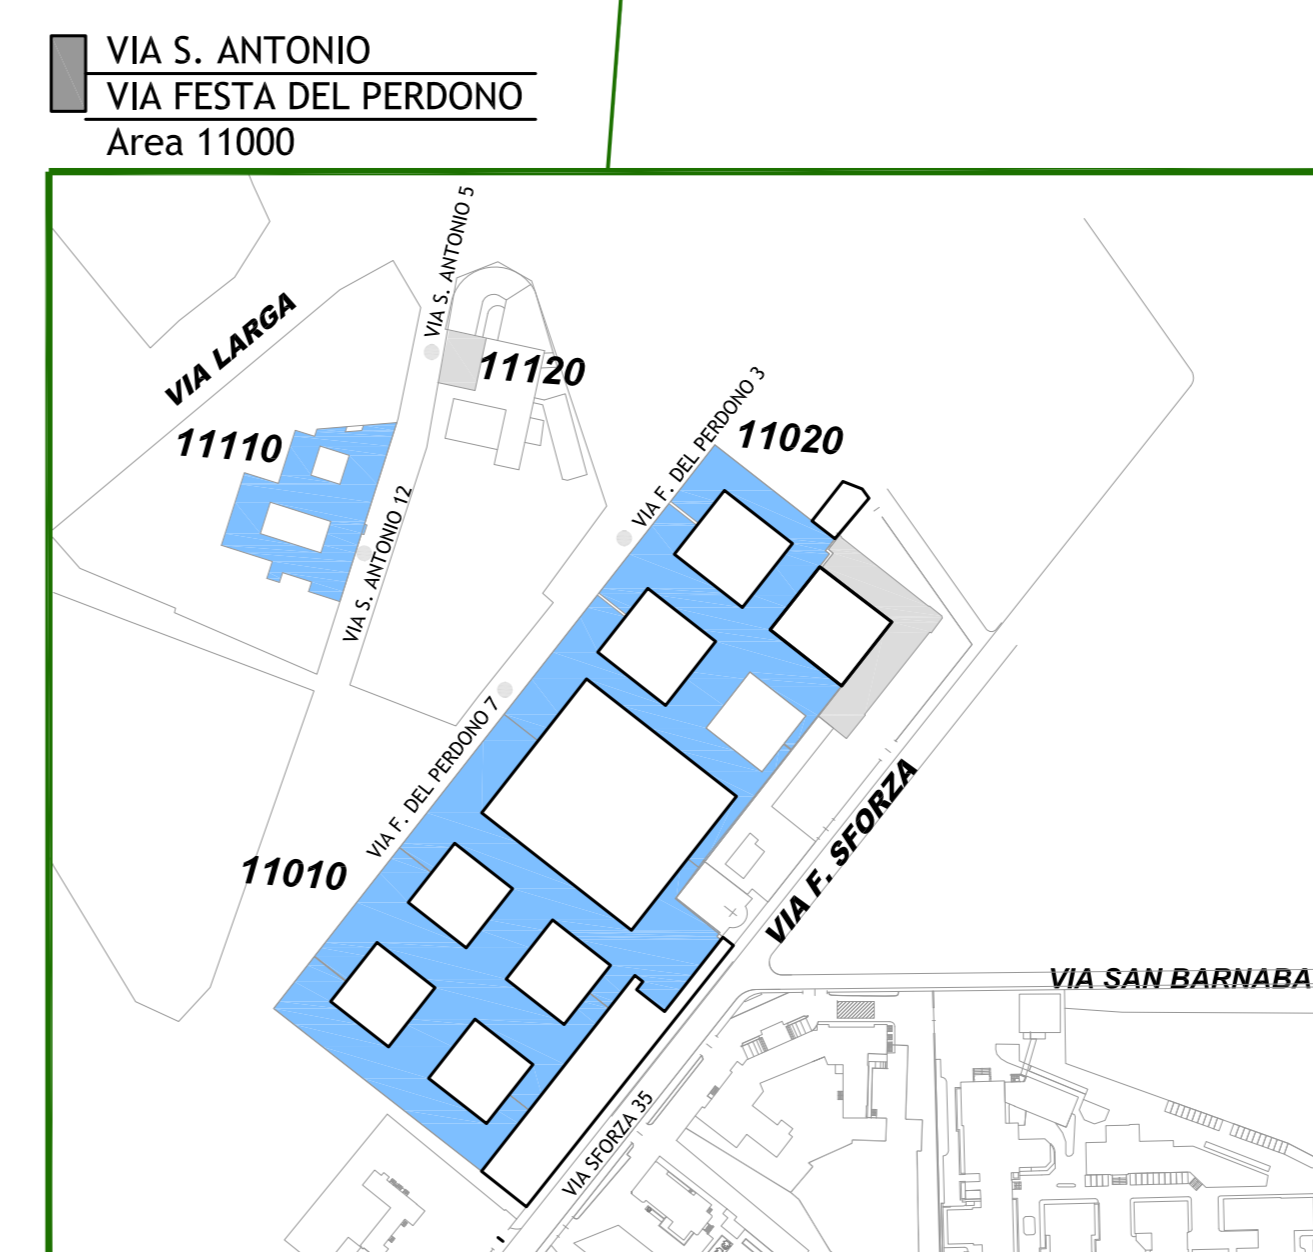 VIA S. ANTONIO
VIA FESTA DEL PERDONO
Area 11000
VIA S. ANTONIO 5
VIA LARGA
11120
VIA F. DEL PERDONO 3
11020
11110
VIA S. ANTONIO 12
VIA F. DEL PERDONO 7
11010
VIA F. SFORZA
VIA SAN BARNABA
VIA SFORZA 35